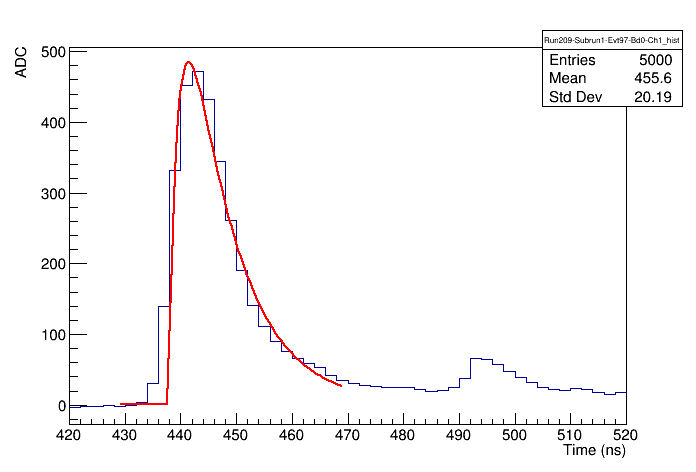 Run209-Subrun1-Evt97-Bd0-Ch1_hist
Entries 5000
Mean 455.6
Std Dev 20.19
ADC
500
400
300
200
100
0
420 430 440 450 460 470 480 490 500 510 520
Time (ns)